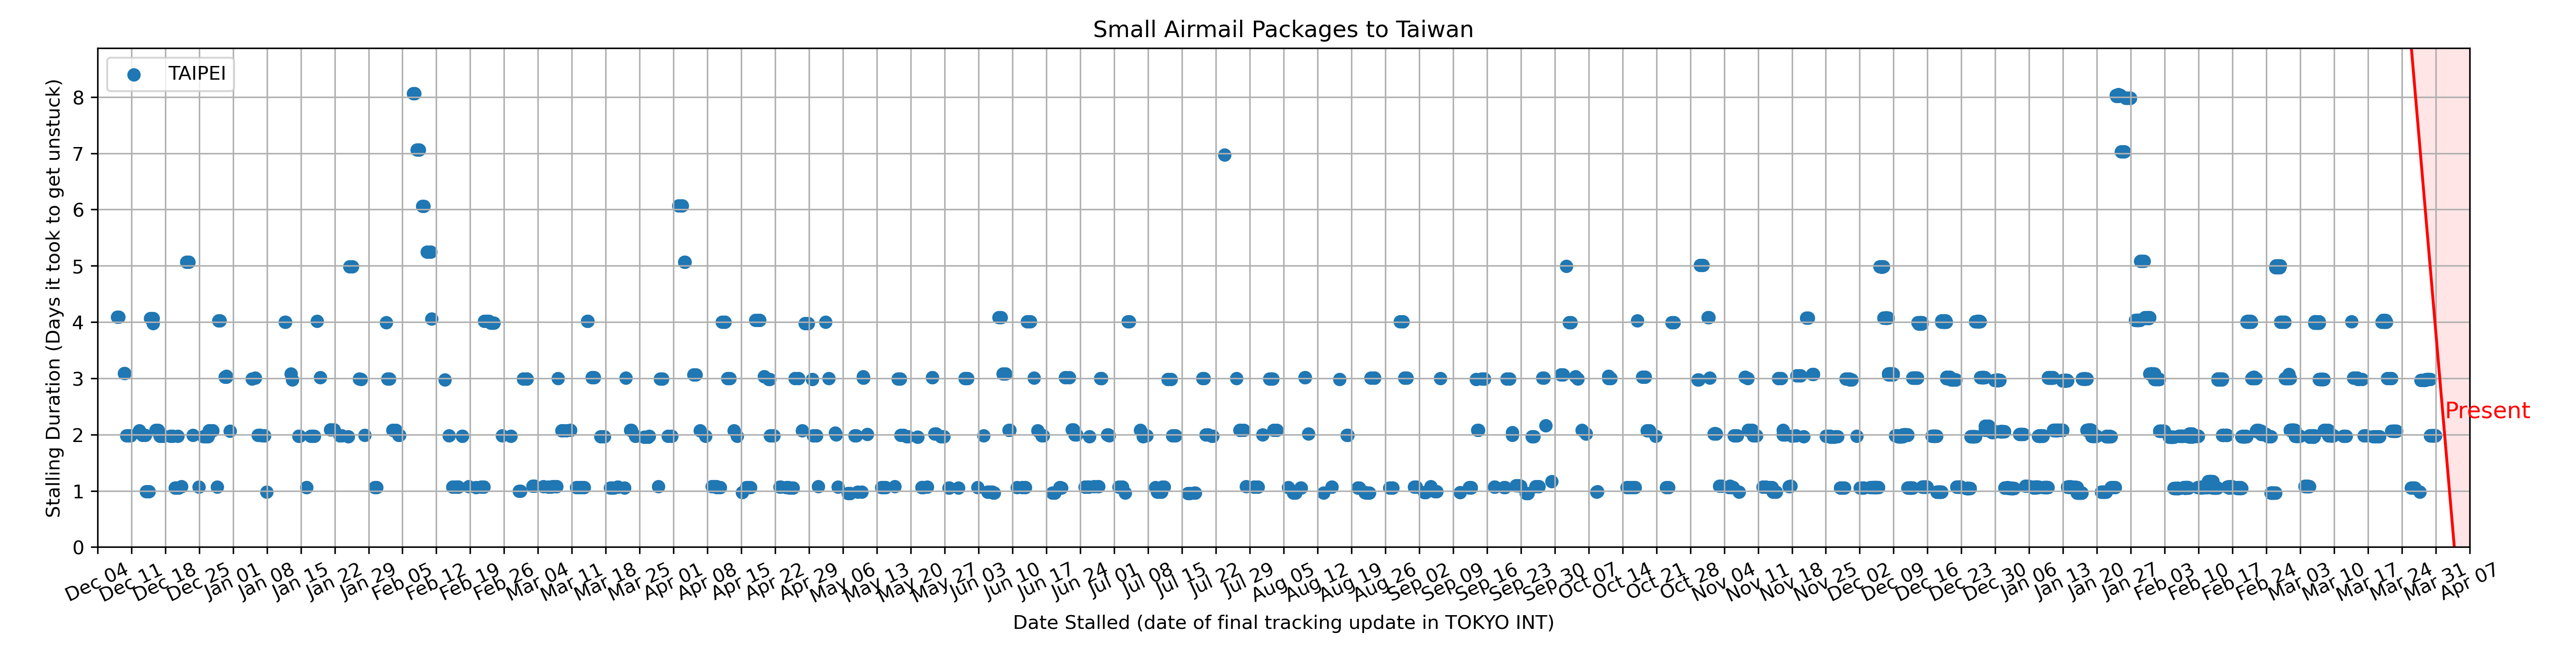 Small Airmail Packages to Taiwan
TAIPEI
Stalling Duration (Days it took to get unstuck)
8
7
6
5
4
3
2
1
0
Present
Dec 04 Dec 11 Dec 18 Dec 25 Jan 01 Jan 08 Jan 15 Jan 22 Jan 29 Feb 05 Feb 12 Feb 19 Feb 26 Mar 04 Mar 11 Mar 18 Mar 25 Apr 01 Apr 08 Apr 15 Apr 22 Apr 29 May 06 May 13 May 20 May 27 Jun 03 Jun 10 Jun 17 Jun 24 Jul 01 Jul 08 Jul 15 Jul 22 Jul 29 Aug 05 Aug 12 Aug 19 Aug 26 Sep 02 Sep 09 Sep 16 Sep 23 Sep 30 Oct 07 Oct 14 Oct 21 Oct 28 Nov 04 Nov 11 Nov 18 Nov 25 Dec 02 Dec 09 Dec 16 Dec 23 Dec 30 Jan 06 Jan 13 Jan 20 Jan 27 Feb 03 Feb 10 Feb 17 Feb 24 Mar 03 Mar 10 Mar 17 Mar 24 Mar 31 Apr 07
Date Stalled (date of final tracking update in TOKYO INT)